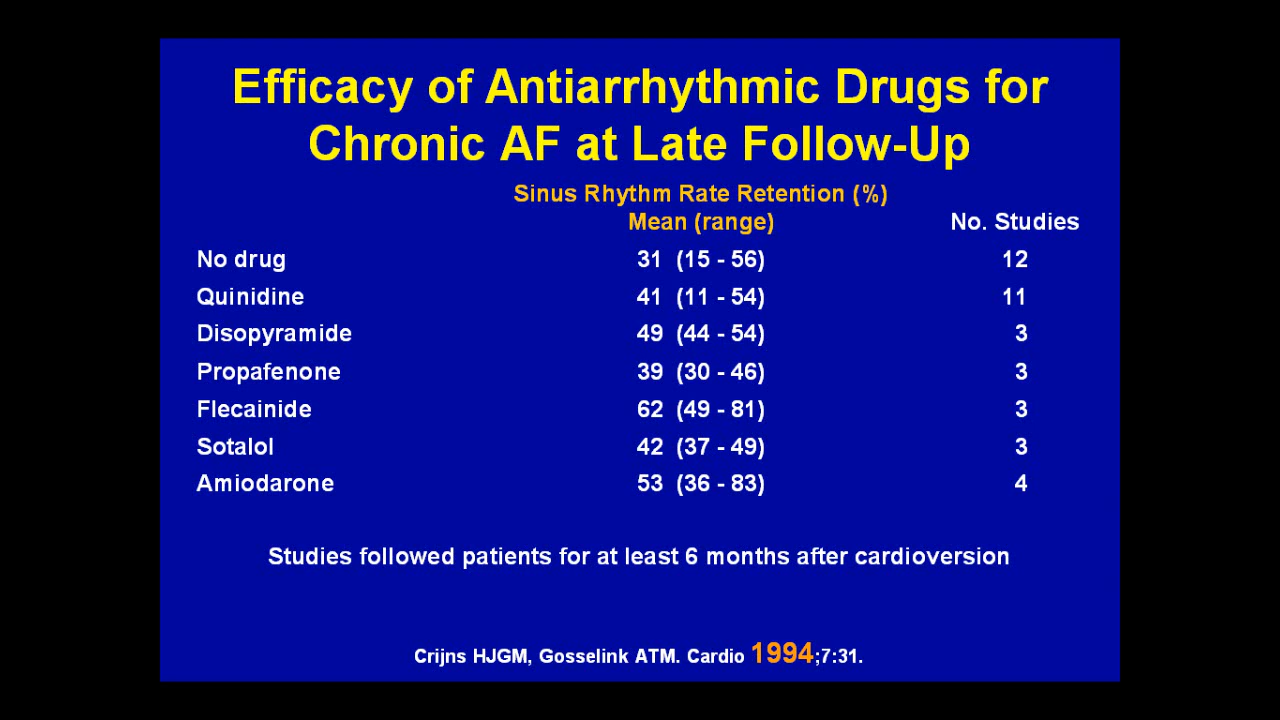 Efficacy of Antiarrhythmic Drugs for
Chronic AF at Late Follow-Up
Sinus Rhythm Rate Retention (%)
Mean (range) No. Studies
No drug 31 (15 - 56) 12
Quinidine 41 (11 - 54) 11
Disopyramide 49 (44 - 54) 3
Propafenone 39 (30 - 46) 3
Flecainide 62 (49 - 81) 3
Sotalol 42 (37 - 49) 3
Amiodarone 53 (36 - 83) 4
Studies followed patients for at least 6 months after cardioversion
Crijns HJGM, Gosselink ATM. Cardio 1994;7:31.